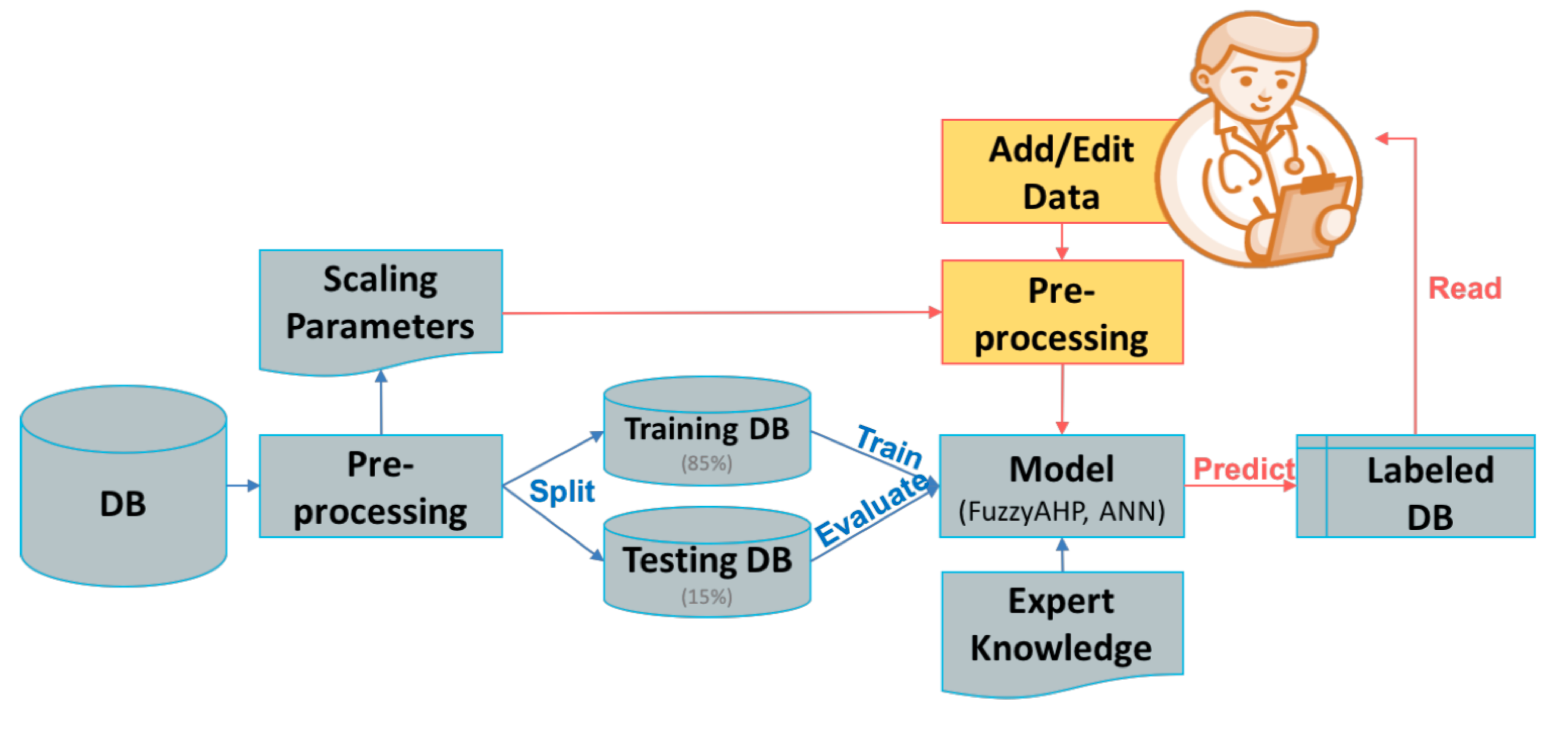 Add/Edit
Data
Scaling
Parameters
Pre-
processing
Read
DB
Pre-
processing
Split
Training DB
(85%)
Testing DB
(15%)
Train
Evaluate
Model
(FuzzyAHP, ANN)
Predict
Labeled
DB
Expert
Knowledge